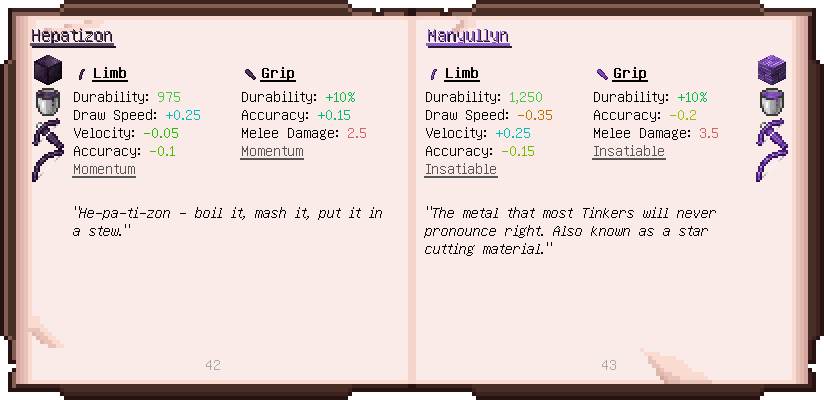 Hepatizon
Limb
Durability: 975
Draw Speed: +0.25
Velocity: -0.05
Accuracy: -0.1
Momentum
Grip
Durability: +10%
Accuracy: +0.15
Melee Damage: 2.5
Momentum
"He-pa-ti-zon - boil it, mash it, put it in
a stew."
42
Manyullyn
Limb
Durability: 1,250
Draw Speed: -0.35
Velocity: +0.25
Accuracy: -0.15
Insatiable
Grip
Durability: +10%
Accuracy: -0.2
Melee Damage: 3.5
Insatiable
"The metal that most Tinkers will never
pronounce right. Also known as a star
cutting material."
43